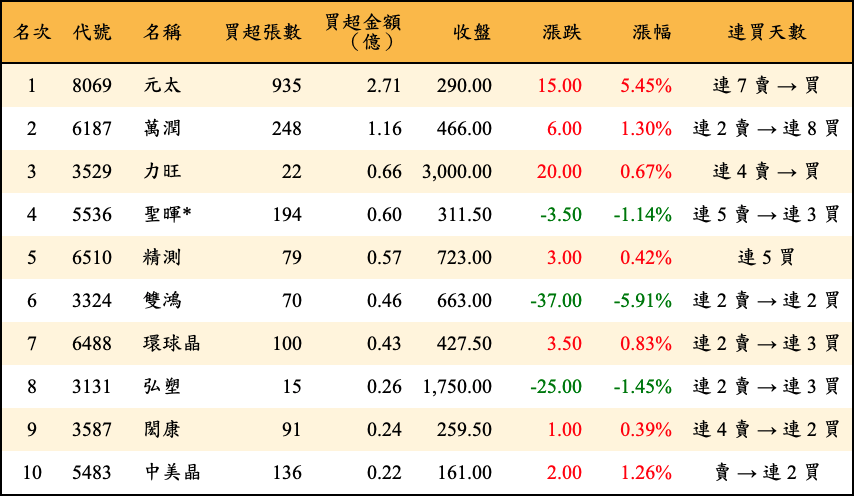 名次 代號 名稱 買超張數 買超金額（億） 收盤 漲跌 漲幅 連買天數
1 8069 元太 935 2.71 290.00 15.00 5.45% 連 7 賣 → 買
2 6187 萬潤 248 1.16 466.00 6.00 1.30% 連 2 賣 → 連 8 買
3 3529 力旺 22 0.66 3,000.00 20.00 0.67% 連 4 賣 → 買
4 5536 聖暉* 194 0.60 311.50 -3.50 -1.14% 連 5 賣 → 連 3 買
5 6510 精測 79 0.57 723.00 3.00 0.42% 連 5 買
6 3324 雙鴻 70 0.46 663.00 -37.00 -5.91% 連 2 賣 → 連 2 買
7 6488 環球晶 100 0.43 427.50 3.50 0.83% 連 2 賣 → 連 3 買
8 3131 弘塑 15 0.26 1,750.00 -25.00 -1.45% 連 2 賣 → 連 3 買
9 3587 閎康 91 0.24 259.50 1.00 0.39% 連 4 賣 → 連 2 買
10 5483 中美晶 136 0.22 161.00 2.00 1.26% 賣 → 連 2 買